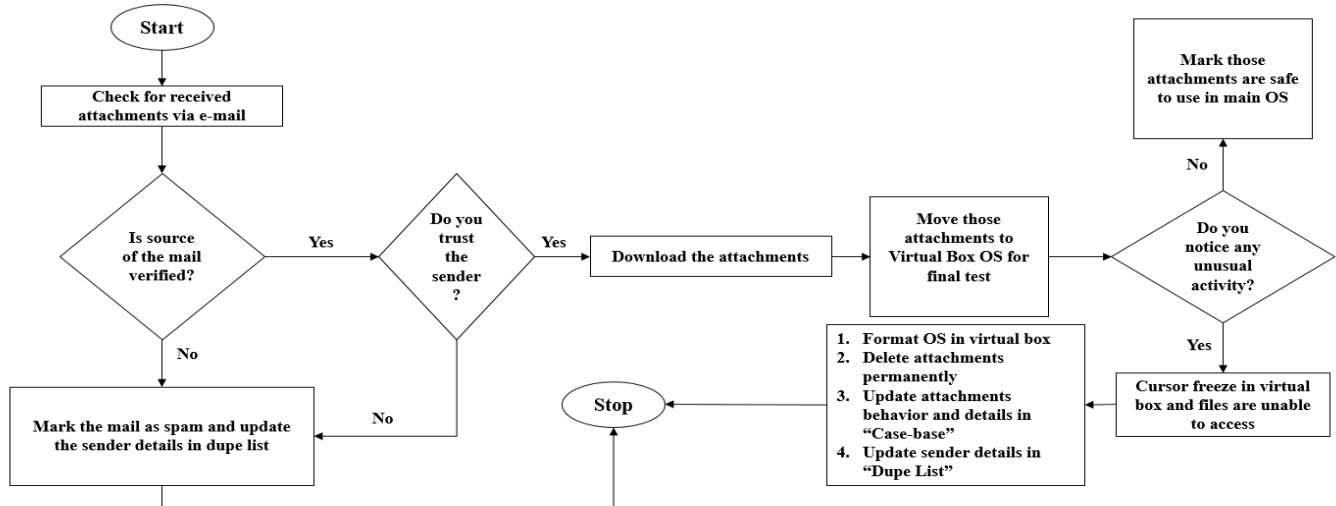 Start
Check for received
attachments via e-mail
Is source
of the mail
verified?
Yes
No
Do you
trust
the
sender
?
Yes
No
Download the attachments
Move those
attachments to
Virtual Box OS for
final test
Do you
notice any
unusual
activity?
No
Mark those
attachments are safe
to use in main OS
Yes
Cursor freeze in virtual
box and files are unable
to access
1. Format OS in virtual box
2. Delete attachments
permanently
3. Update attachments
behavior and details in
“Case-base”
4. Update sender details in
“Dupe List”
Stop
Mark the mail as spam and update
the sender details in dupe list